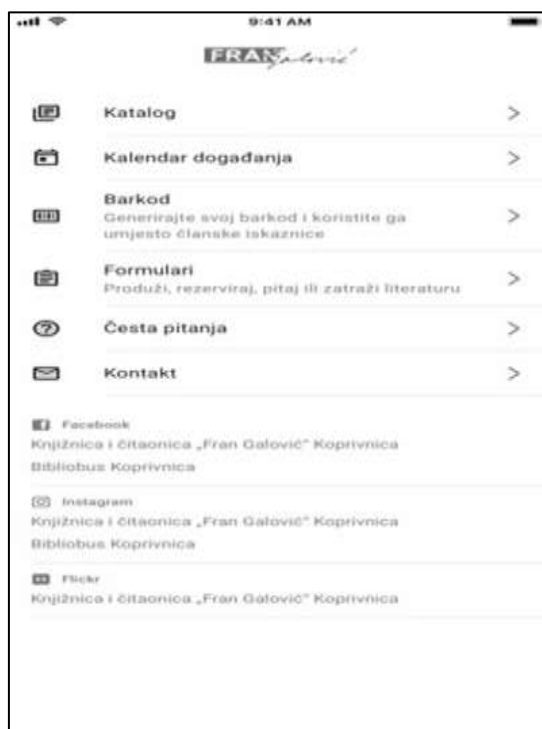 9:41 AM
FRAN Galović
Katalog
Kalendar događanja
Barkod
Generirajte svoj barkod i koristite ga
umjesto članske iskaznice
Formulari
Produži, rezerviraj, pitaj ili zatraži literaturu
Česta pitanja
Kontakt
Facebook
Knjižnica i čitaonica „Fran Galović“ Koprivnica
Bibliobus Koprivnica
Instagram
Knjižnica i čitaonica „Fran Galović“ Koprivnica
Bibliobus Koprivnica
Flickr
Knjižnica i čitaonica „Fran Galović“ Koprivnica